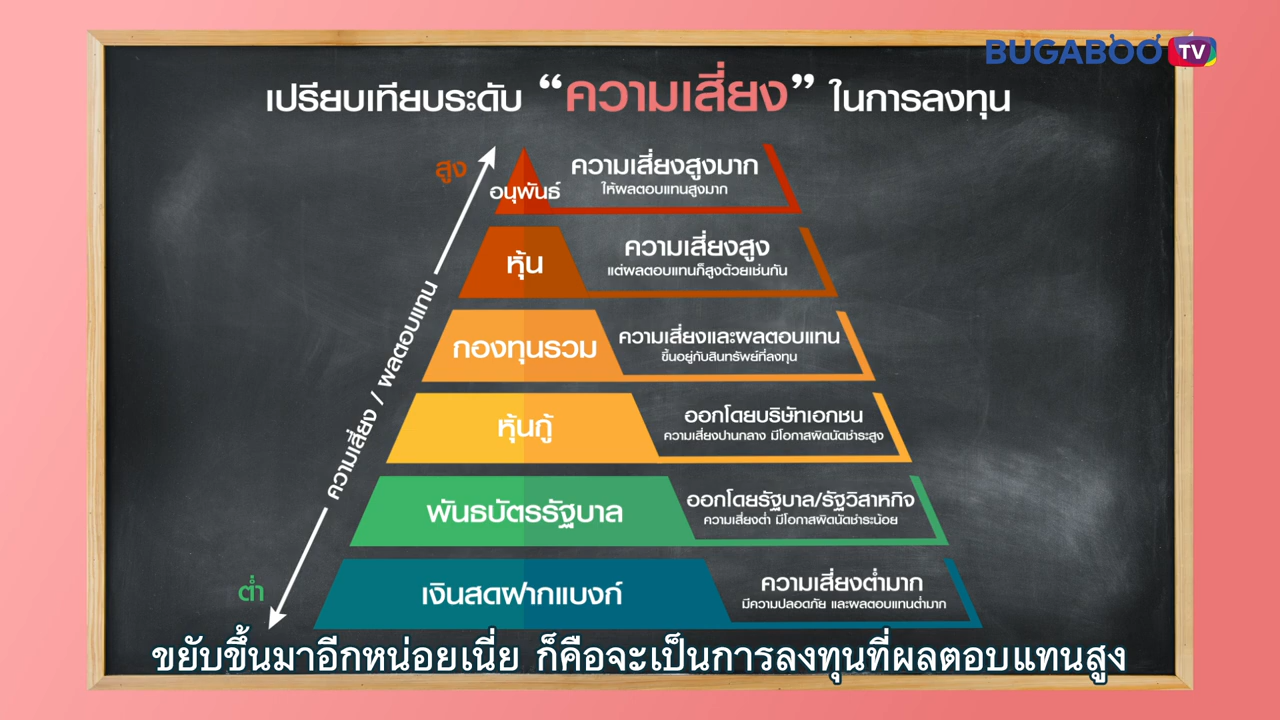 BUGABOO TV
เปรียบเทียบระดับ “ความเสี่ยง” ในการลงทุน
สูง
อนุพันธ์
ความเสี่ยงสูงมาก
ให้ผลตอบแทนสูงมาก
หุ้น
ความเสี่ยงสูง
แต่ผลตอบแทนก็สูงด้วยเช่นกัน
กองทุนรวม
ความเสี่ยงและผลตอบแทน
ขึ้นอยู่กับสินทรัพย์ที่ลงทุน
ความเสี่ยง / ผลตอบแทน
หุ้นกู้
ออกโดยบริษัทเอกชน
ความเสี่ยงปานกลาง มีโอกาสผิดนัดชำระสูง
พันธบัตรรัฐบาล
ออกโดยรัฐบาล/รัฐวิสาหกิจ
ความเสี่ยงต่ำ มีโอกาสผิดนัดชำระน้อย
ต่ำ
เงินสดฝากแบงก์
ความเสี่ยงต่ำมาก
มีความปลอดภัย และผลตอบแทนต่ำมาก
ขยับขึ้นมาอีกหน่อยเนี่ย ก็คือจะเป็นการลงทุนที่ผลตอบแทนสูง